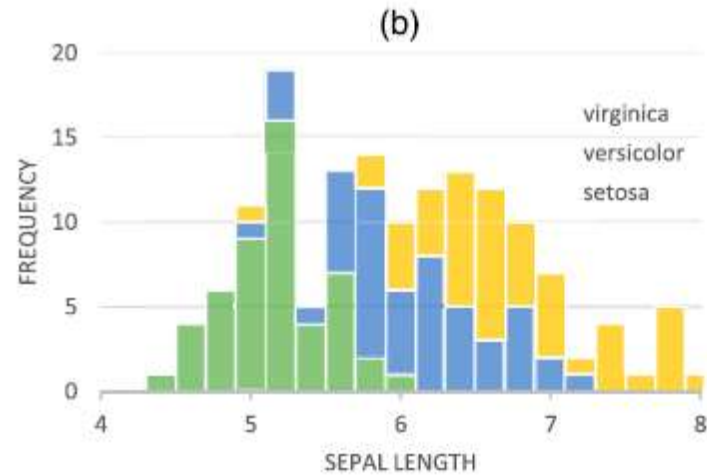 (b)
20
15
10
5
0
FREQUENCY
virginica
versicolor
setosa
4 5 6 7 8
SEPAL LENGTH